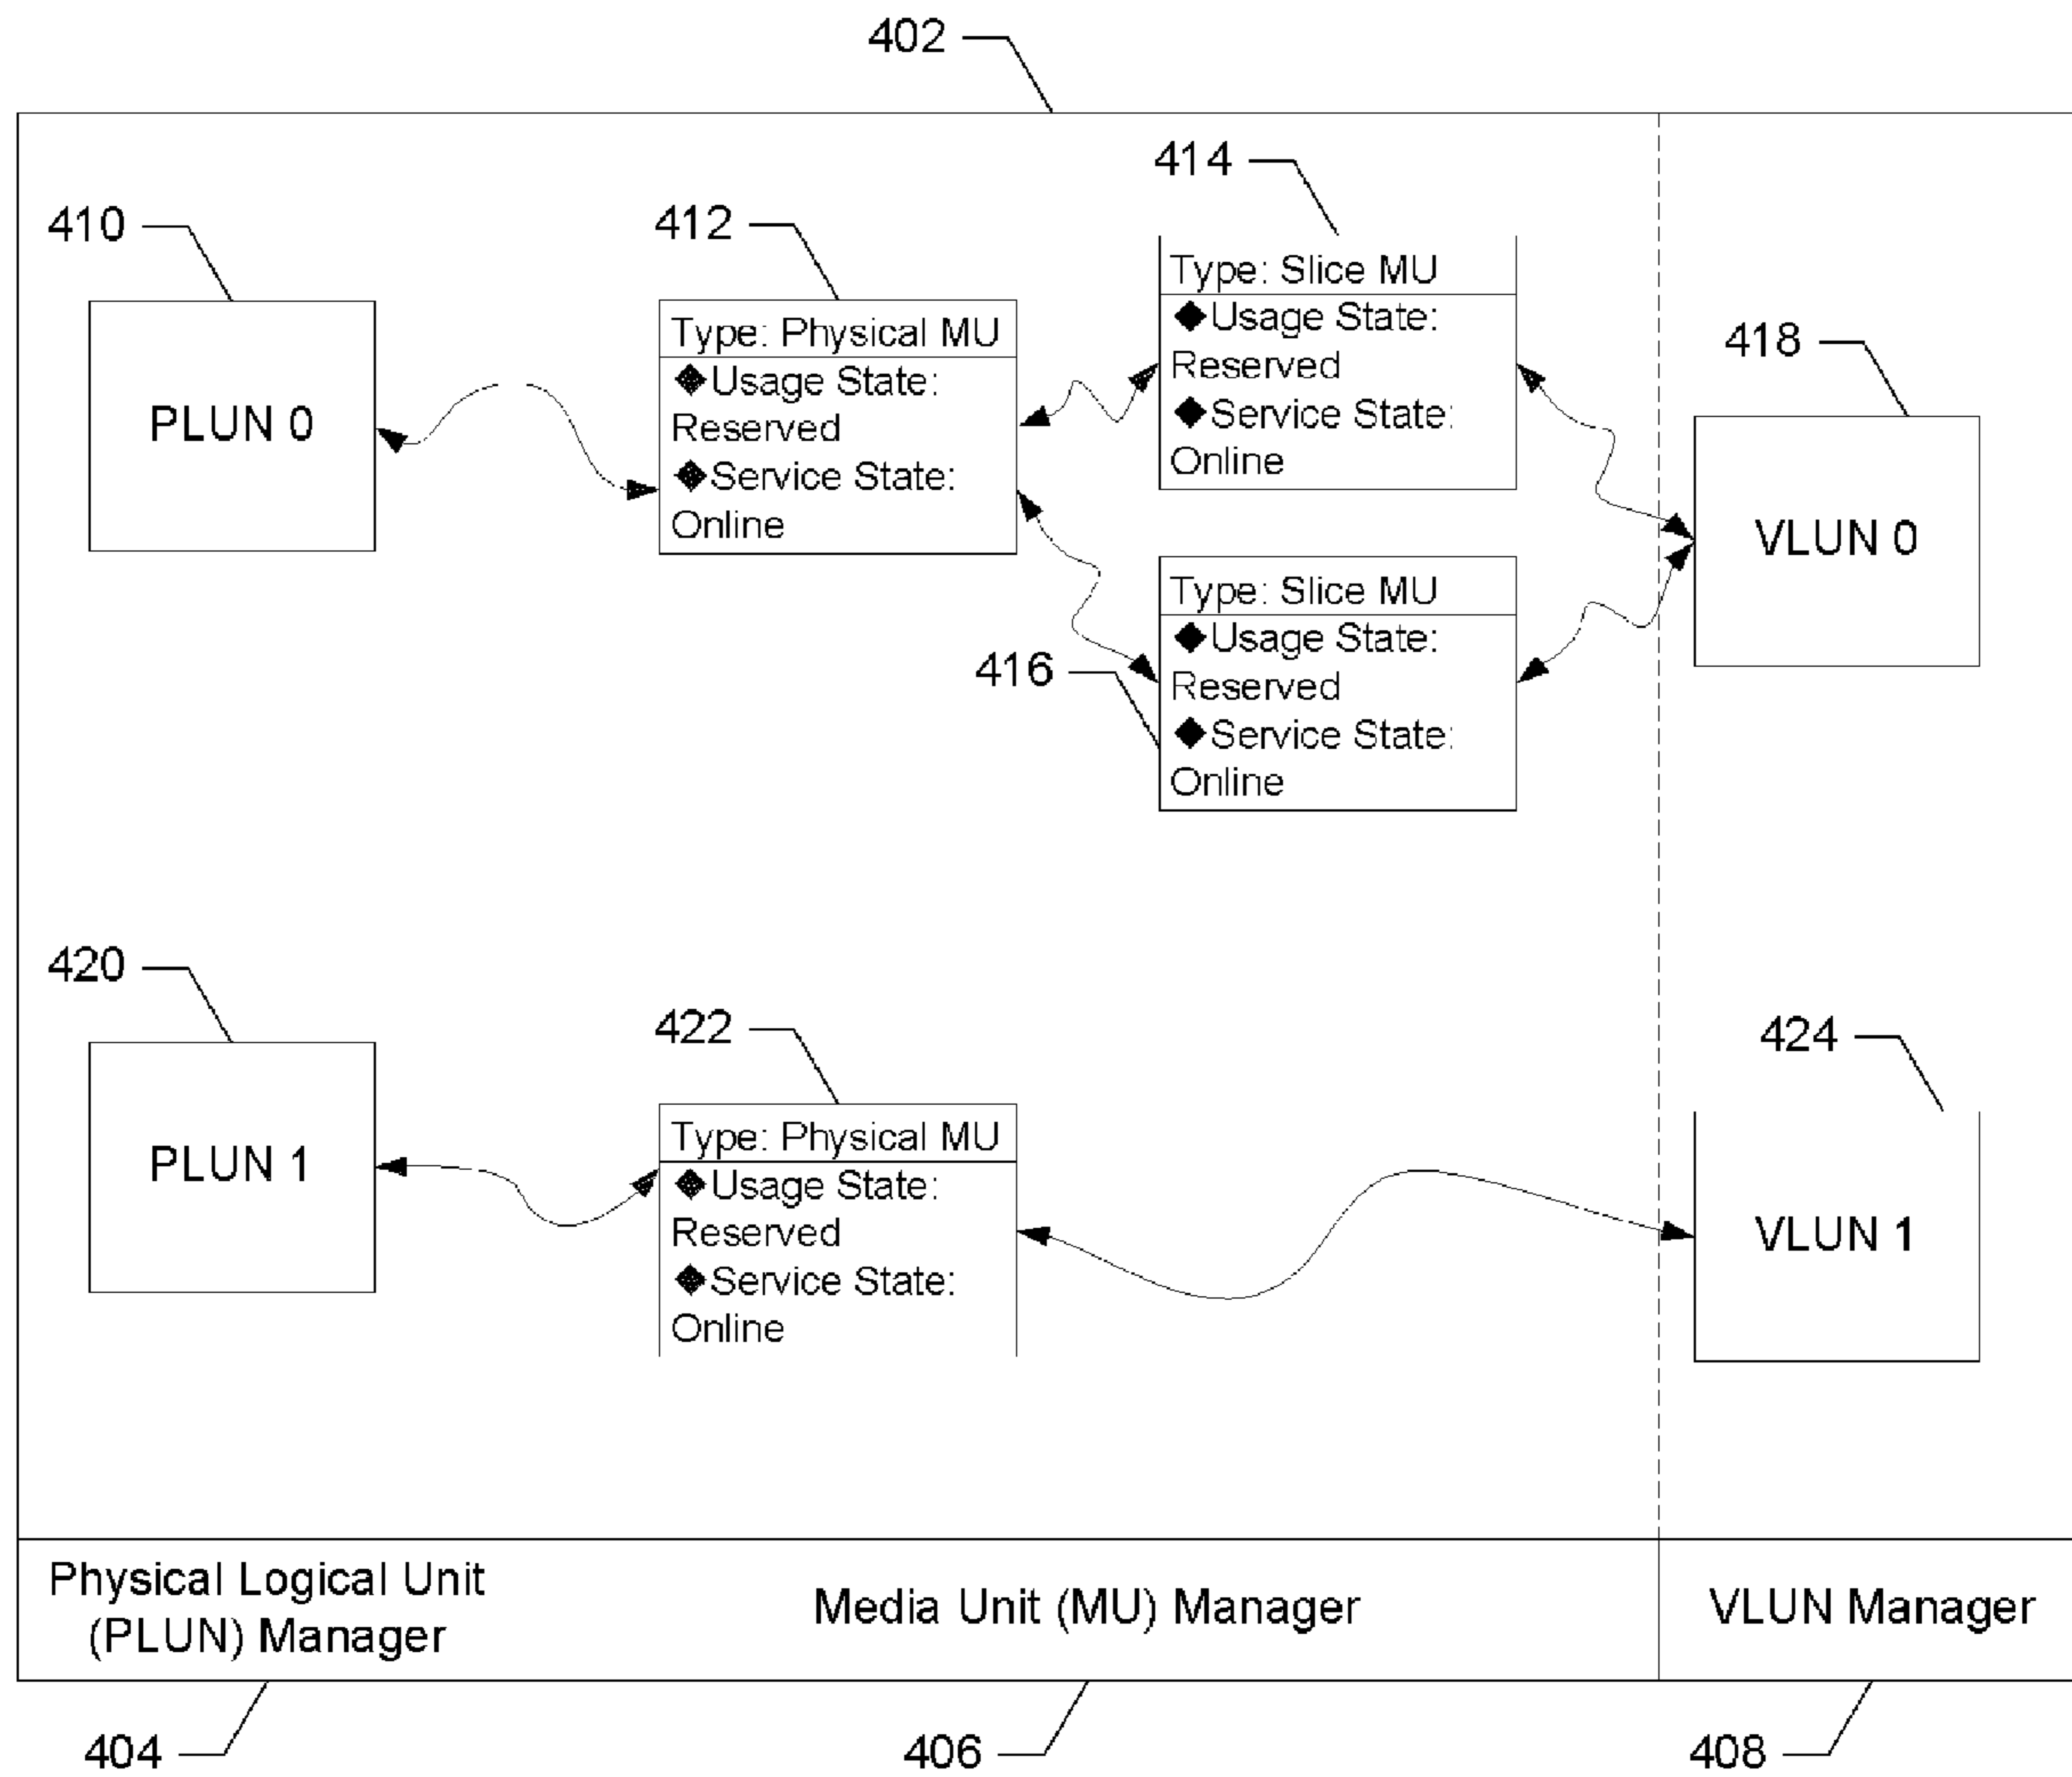 402
414
410
412
Type: Slice MU
◆Usage State:
Reserved
◆Service State:
Online
418
PLUN 0
Type: Physical MU
◆Usage State:
Reserved
◆Service State:
Online
VLUN 0
416
Type: Slice MU
◆Usage State:
Reserved
◆Service State:
Online
420
422
424
PLUN 1
Type: Physical MU
◆Usage State:
Reserved
◆Service State:
Online
VLUN 1
Physical Logical Unit
(PLUN) Manager
Media Unit (MU) Manager
VLUN Manager
404
406
408